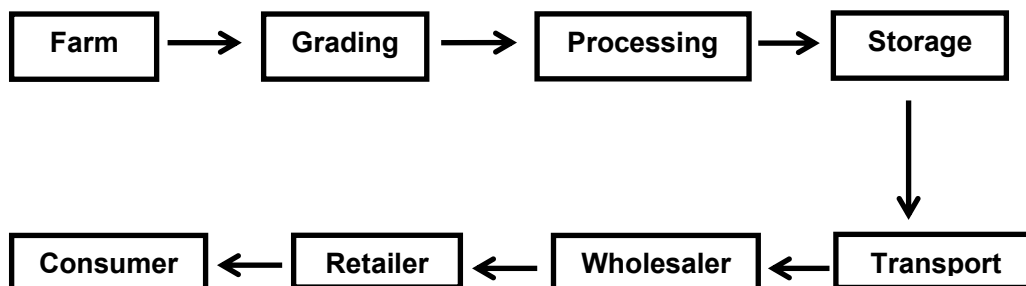 Farm
Grading
Processing
Storage
Transport
Wholesaler
Retailer
Consumer